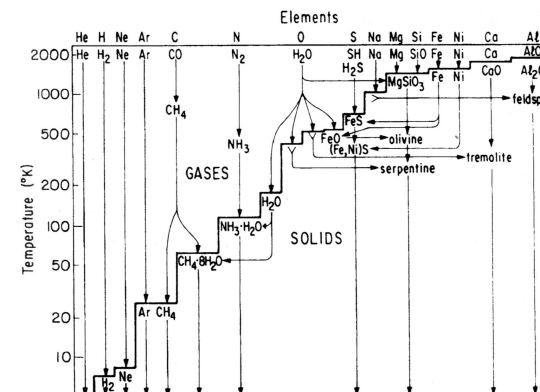 Elements
He H Ne Ar C N O S Na Mg Si Fe Ni Ca Al
He H₂ Ne Ar CO N₂ H₂O SH Na Mg SiO Fe Ni Ca AlO
2000
H₂S
MgSiO₃
Fe
Ni
CaO
Al₂O
1000
CH₄
feldsp
FeS
500
NH₃
FeO
olivine
(Fe,Ni)S
tremolite
GASES
serpentine
200
H₂O
100
NH₃·H₂O
SOLIDS
CH₄·8H₂O
50
20
Ar
CH₄
10
H₂
Ne
Temperature (°K)